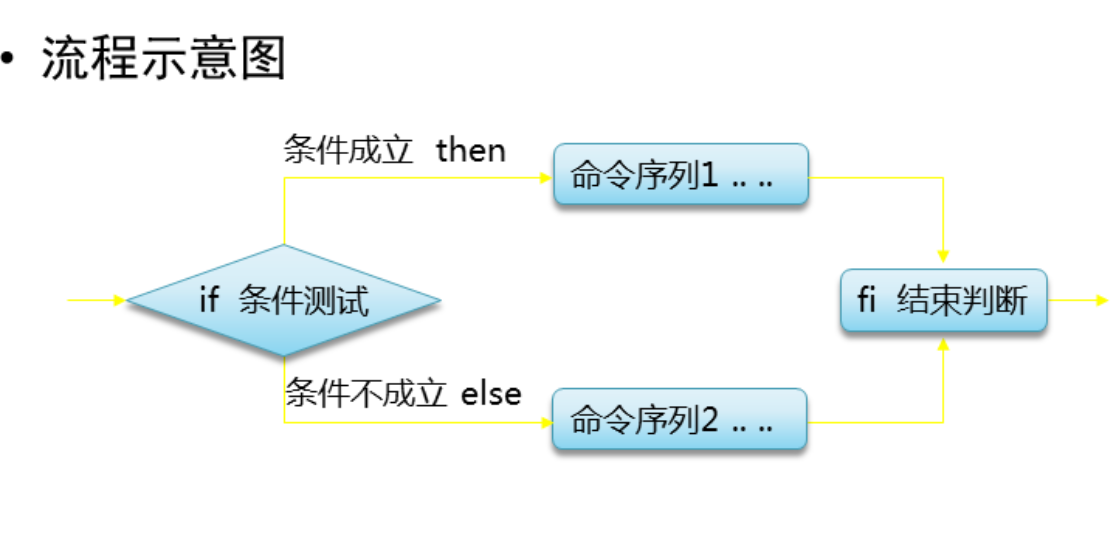 • 流程示意图
条件成立 then
命令序列1 .. ..
if 条件测试
fi 结束判断
条件不成立 else
命令序列2 .. ..